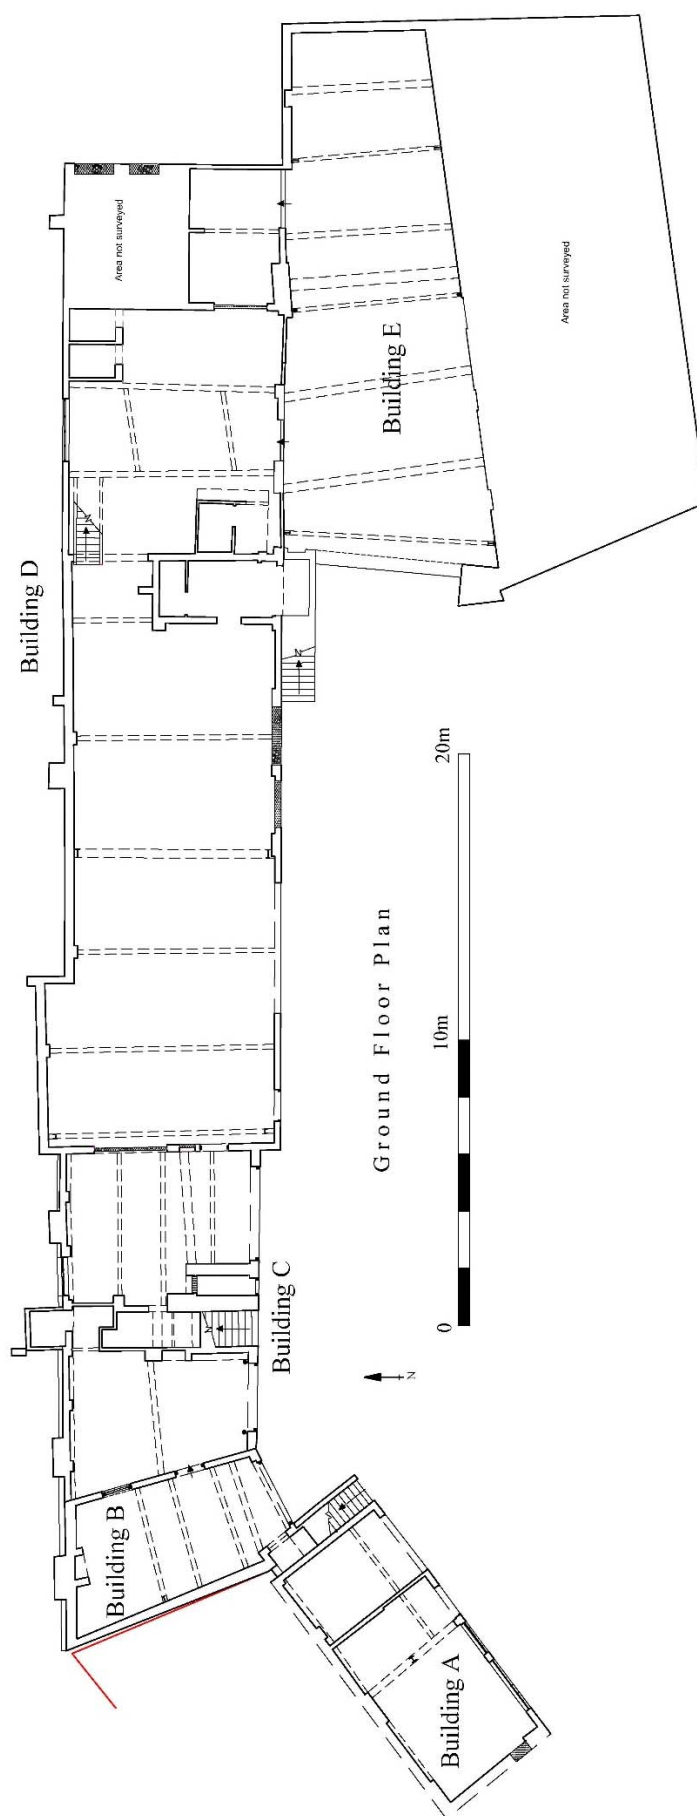 Area not surveyed
Area not surveyed
Building E
Building D
20m
Ground Floor Plan
10m
0
Building C
N
Building B
Building A